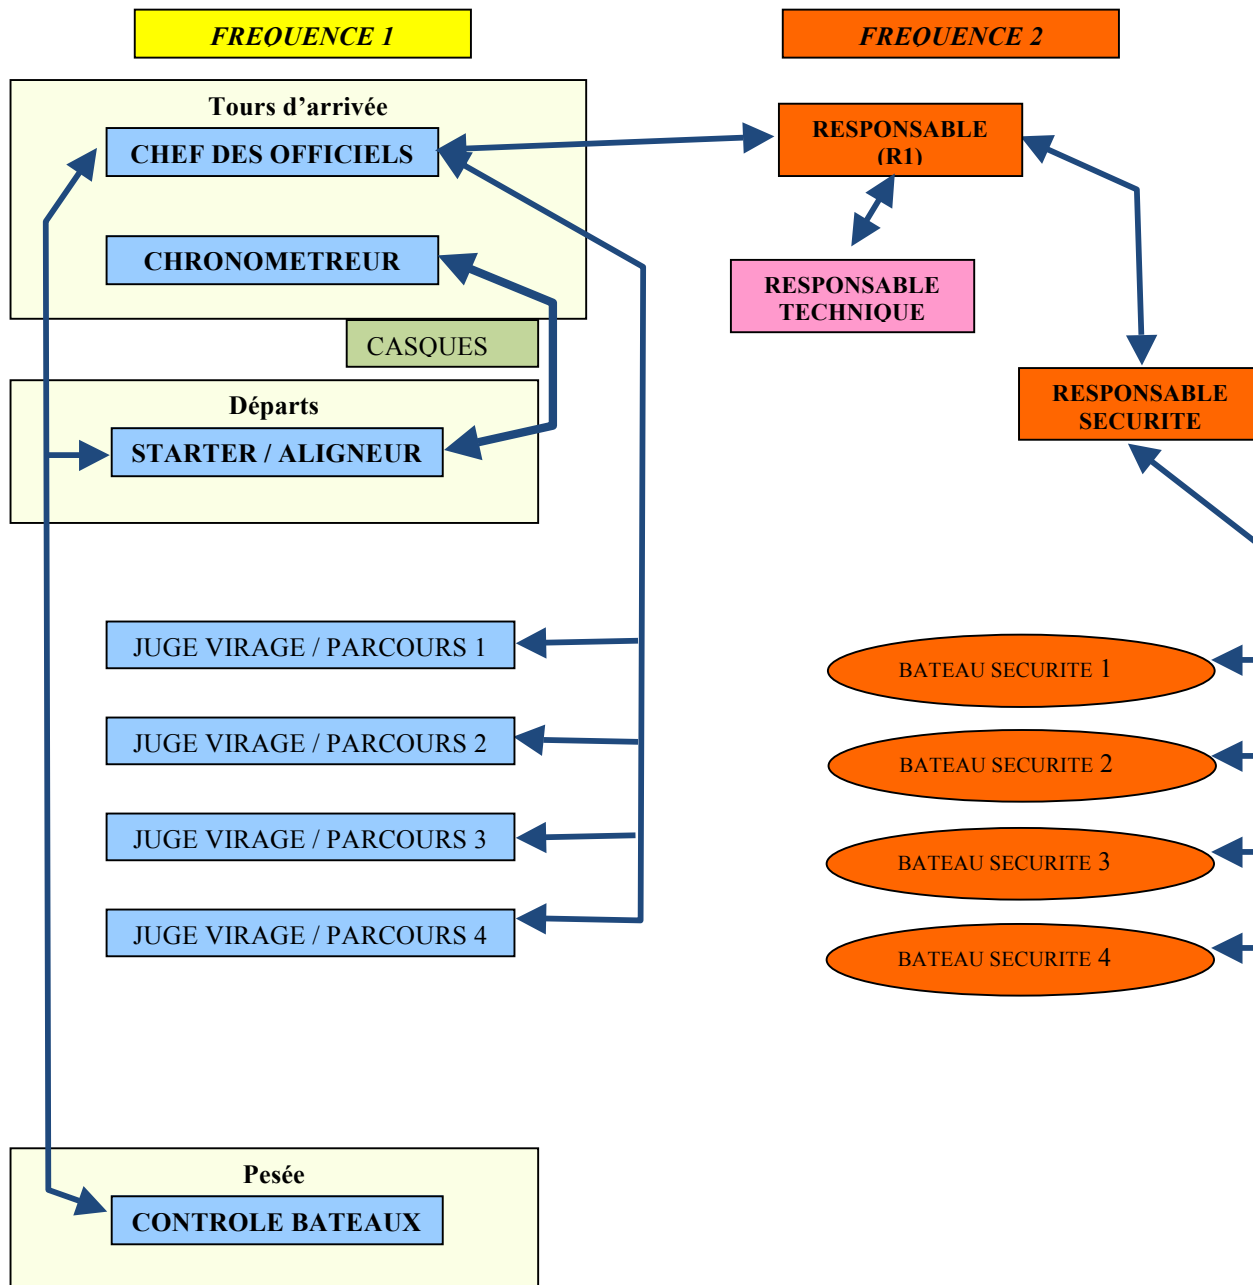 FREQUENCE 1
FREQUENCE 2
Tours d’arrivée
CHEF DES OFFICIELS
RESPONSABLE
(R1)
CHRONOMETREUR
RESPONSABLE
TECHNIQUE
CASQUES
Départs
STARTER / ALIGNEUR
RESPONSABLE
SECURITE
JUGE VIRAGE / PARCOURS 1
BATEAU SECURITE 1
JUGE VIRAGE / PARCOURS 2
BATEAU SECURITE 2
JUGE VIRAGE / PARCOURS 3
BATEAU SECURITE 3
JUGE VIRAGE / PARCOURS 4
BATEAU SECURITE 4
Pesée
CONTROLE BATEAUX